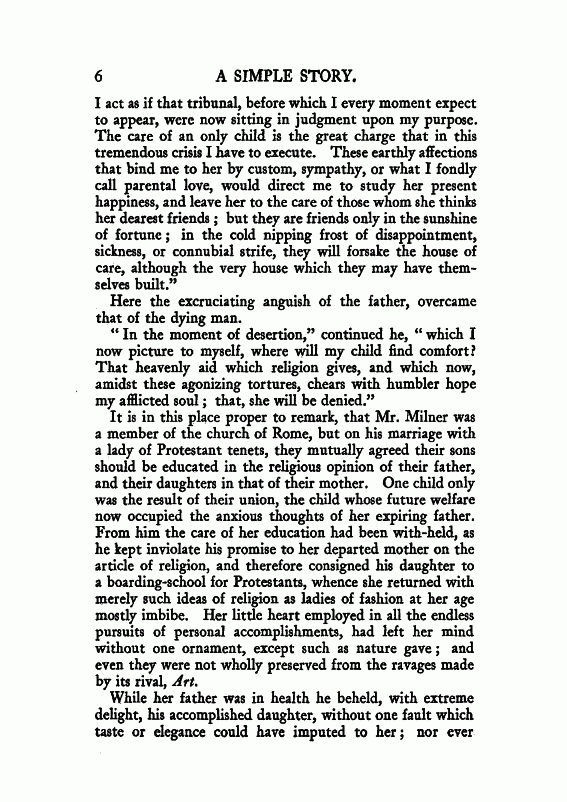 6 A SIMPLE STORY.
I act as if that tribunal, before which I every moment expect
to appear, were now sitting in judgment upon my purpose.
The care of an only child is the great charge that in this
tremendous crisis I have to execute. These earthly affections
that bind me to her by custom, sympathy, or what I fondly
call parental love, would direct me to study her present
happiness, and leave her to the care of those whom she thinks
her dearest friends ; but they are friends only in the sunshine
of fortune ; in the cold nipping frost of disappointment,
sickness, or connubial strife, they will forsake the house of
care, although the very house which they may have them-
selves built.”
Here the excruciating anguish of the father, overcame
that of the dying man.
“ In the moment of desertion,” continued he, “ which I
now picture to myself, where will my child find comfort?
That heavenly aid which religion gives, and which now,
amidst these agonizing tortures, chears with humbler hope
my afflicted soul ; that, she will be denied.”
It is in this place proper to remark, that Mr. Milner was
a member of the church of Rome, but on his marriage with
a lady of Protestant tenets, they mutually agreed their sons
should be educated in the religious opinion of their father,
and their daughters in that of their mother. One child only
was the result of their union, the child whose future welfare
now occupied the anxious thoughts of her expiring father.
From him the care of her education had been with-held, as
he kept inviolate his promise to her departed mother on the
article of religion, and therefore consigned his daughter to
a boarding-school for Protestants, whence she returned with
merely such ideas of religion as ladies of fashion at her age
mostly imbibe. Her little heart employed in all the endless
pursuits of personal accomplishments, had left her mind
without one ornament, except such as nature gave ; and
even they were not wholly preserved from the ravages made
by its rival, Art.
While her father was in health he beheld, with extreme
delight, his accomplished daughter, without one fault which
taste or elegance could have imputed to her ; nor ever